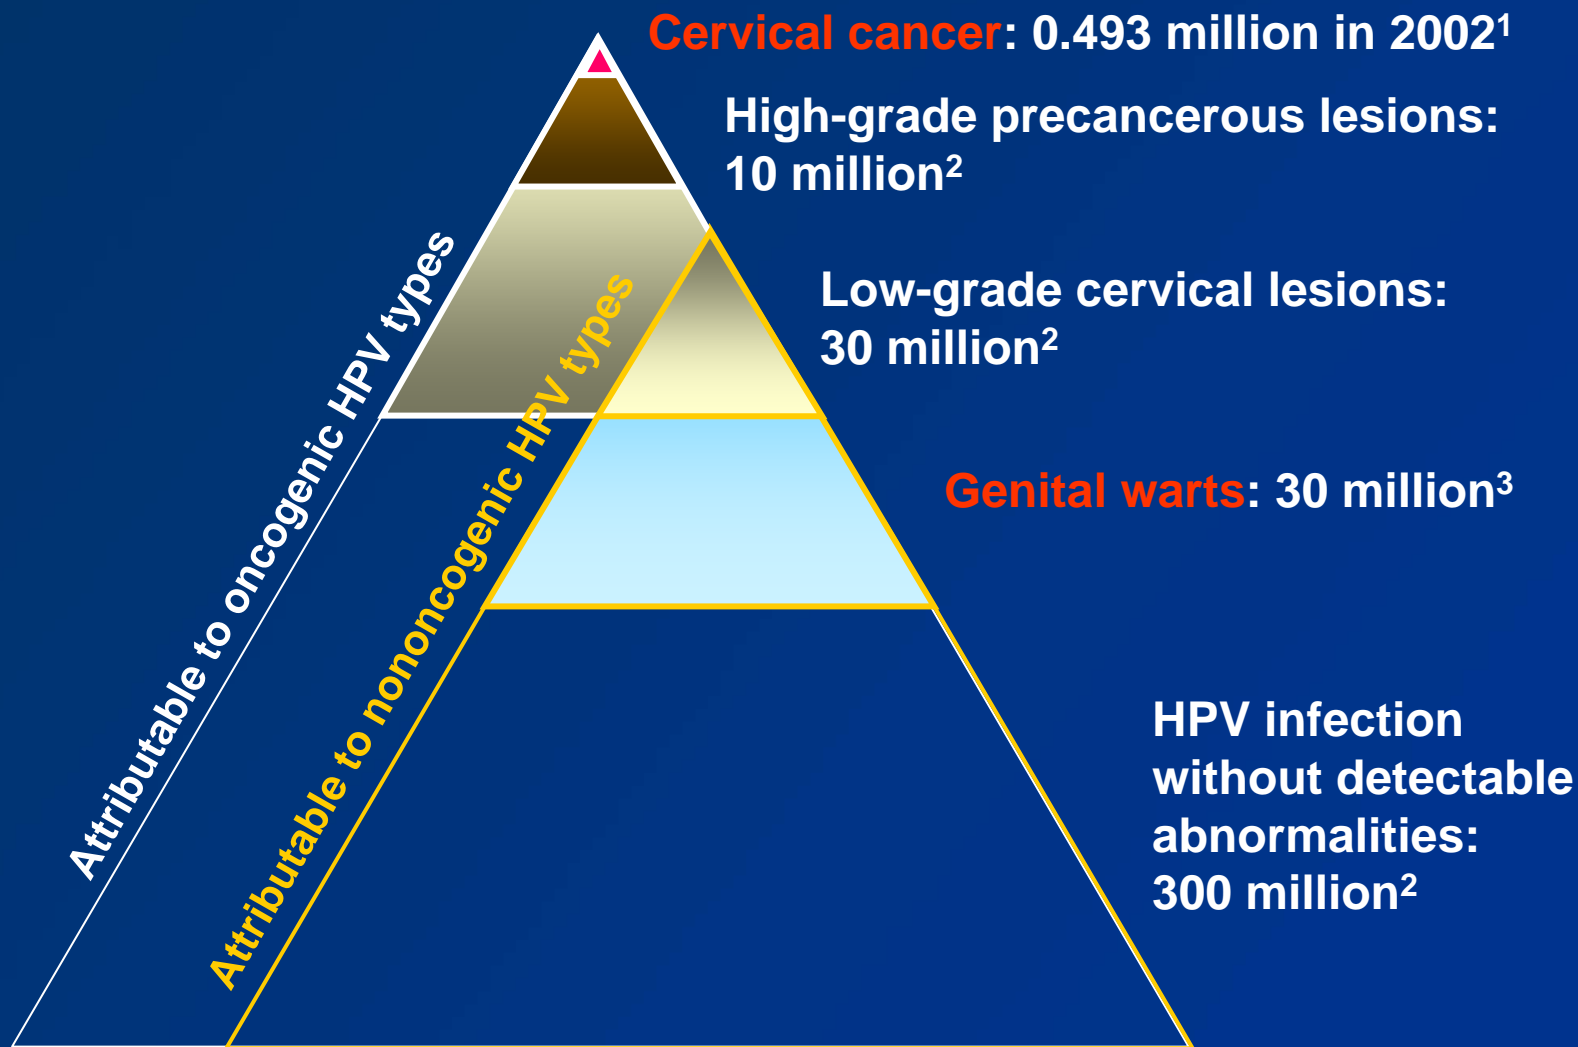 Cervical cancer: 0.493 million in 2002¹
High-grade precancerous lesions:
10 million²
Low-grade cervical lesions:
30 million²
Genital warts: 30 million³
HPV infection
without detectable
abnormalities:
300 million²
Attributable to oncogenic HPV types
Attributable to nononcogenic HPV types